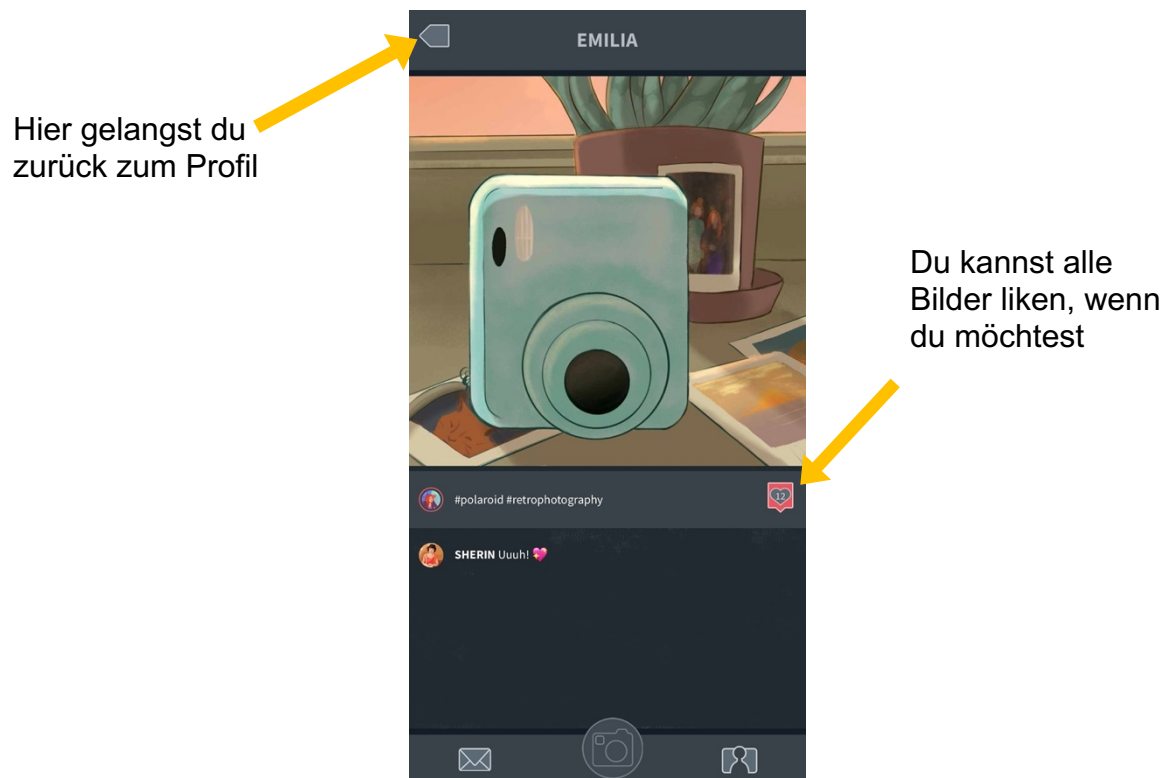 EMILIA
Hier gelangst du
zurück zum Profil
Du kannst alle
Bilder liken, wenn
du möchtest
#polaroid #retrophotography
12
SHERIN Uuuh! 💖